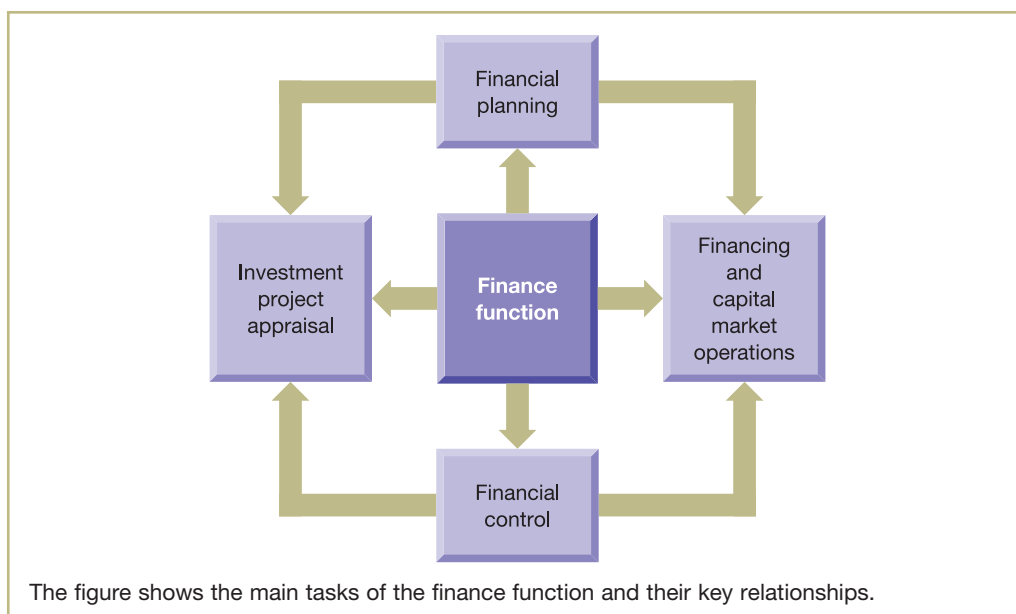 Financial
planning
Investment
project
appraisal
Finance
function
Financing
and
capital
market
operations
Financial
control
The figure shows the main tasks of the finance function and their key relationships.